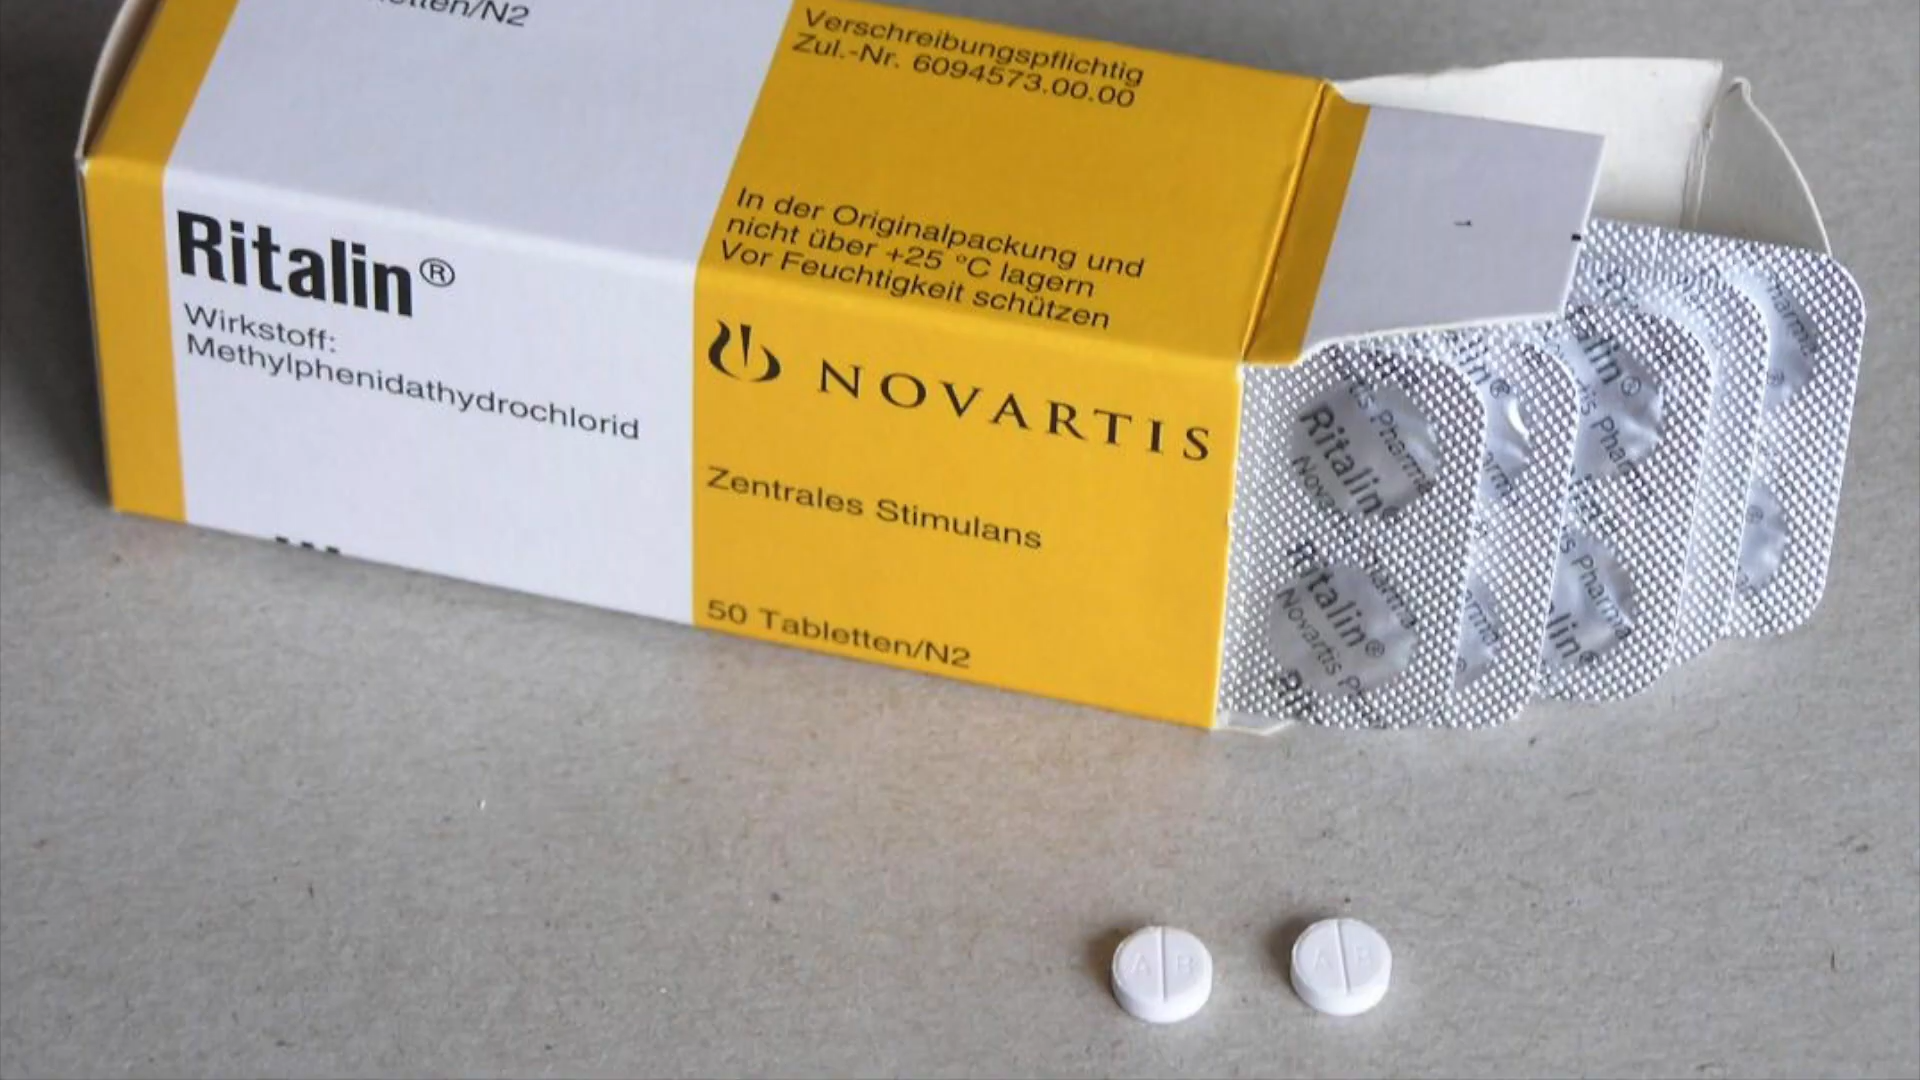 Verschreibungspflichtig
Zul.-Nr. 6094573.00.00
In der Originalpackung und
nicht über +25 °C lagern
Vor Feuchtigkeit schützen
Ritalin®
Wirkstoff:
Methylphenidathydrochlorid
NOVARTIS
Zentrales Stimulans
50 Tabletten/N2
Ritalin®
Ritalin®
Novartis
A B
A B